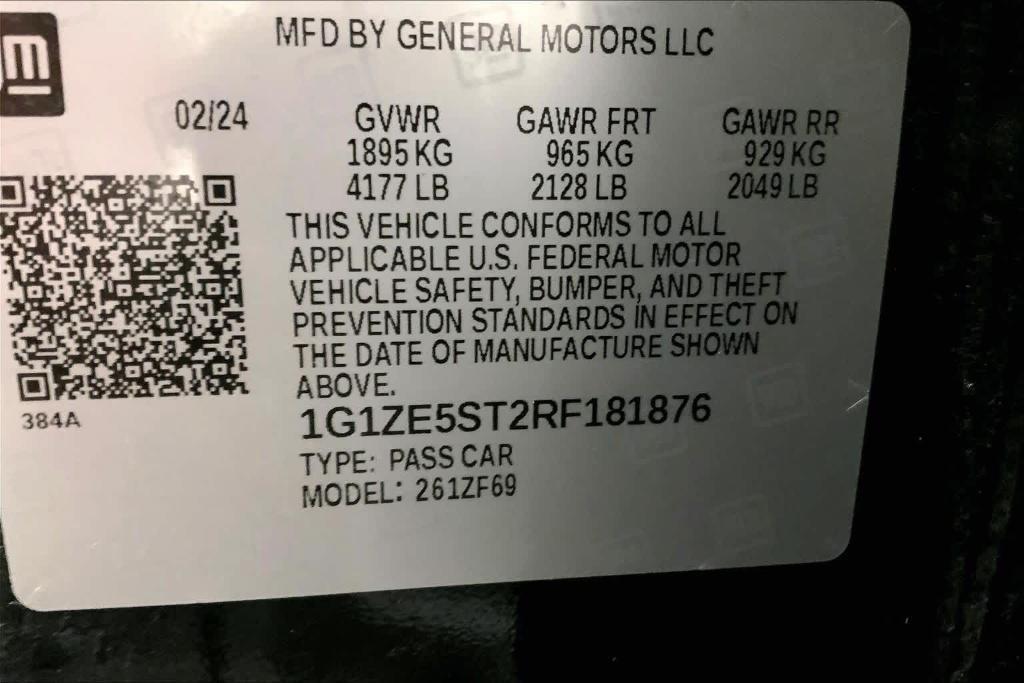 MFD BY GENERAL MOTORS LLC
02/24 GVWR GAWR FRT GAWR RR
1895 KG 965 KG 929 KG
4177 LB 2128 LB 2049 LB
THIS VEHICLE CONFORMS TO ALL
APPLICABLE U.S. FEDERAL MOTOR
VEHICLE SAFETY, BUMPER, AND THEFT
PREVENTION STANDARDS IN EFFECT ON
THE DATE OF MANUFACTURE SHOWN
ABOVE.
384A
1G1ZE5ST2RF181876
TYPE: PASS CAR
MODEL: 261ZF69